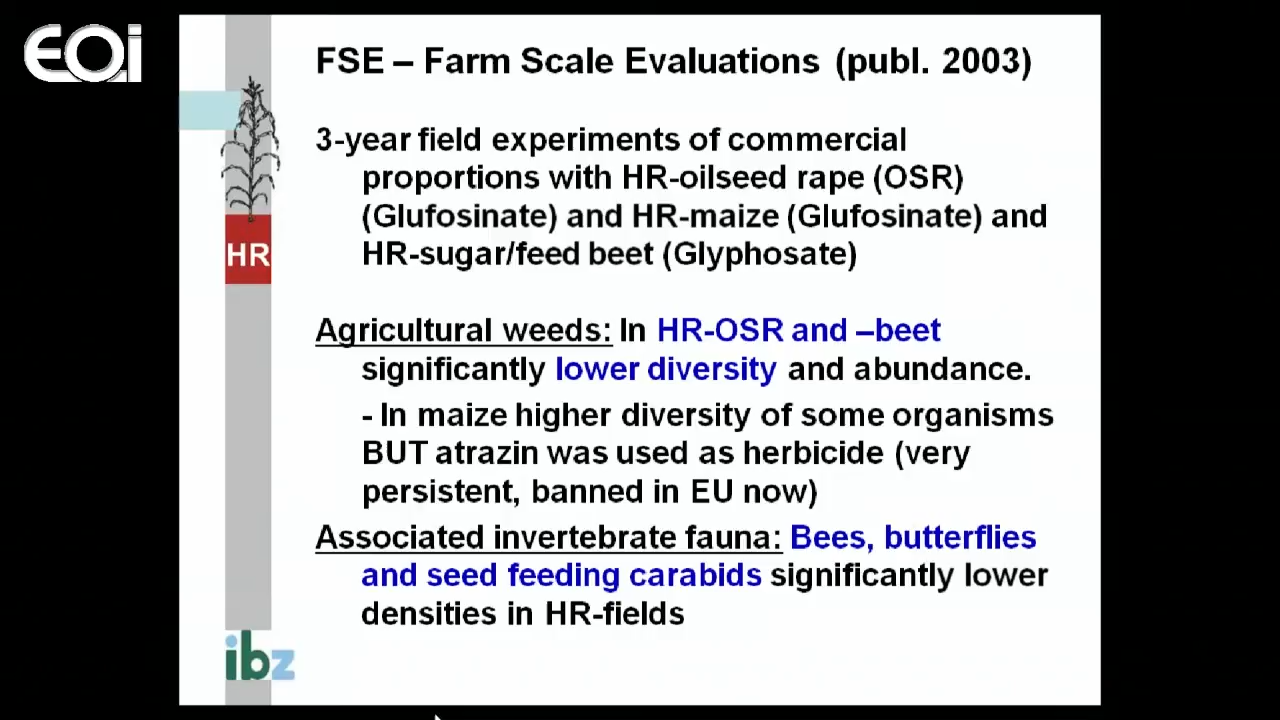 EOi
FSE – Farm Scale Evaluations (publ. 2003)
3-year field experiments of commercial
proportions with HR-oilseed rape (OSR)
(Glufosinate) and HR-maize (Glufosinate) and
HR-sugar/feed beet (Glyphosate)
HR
Agricultural weeds: In HR-OSR and –beet
significantly lower diversity and abundance.
- In maize higher diversity of some organisms
BUT atrazin was used as herbicide (very
persistent, banned in EU now)
Associated invertebrate fauna: Bees, butterflies
and seed feeding carabids significantly lower
densities in HR-fields
ibz